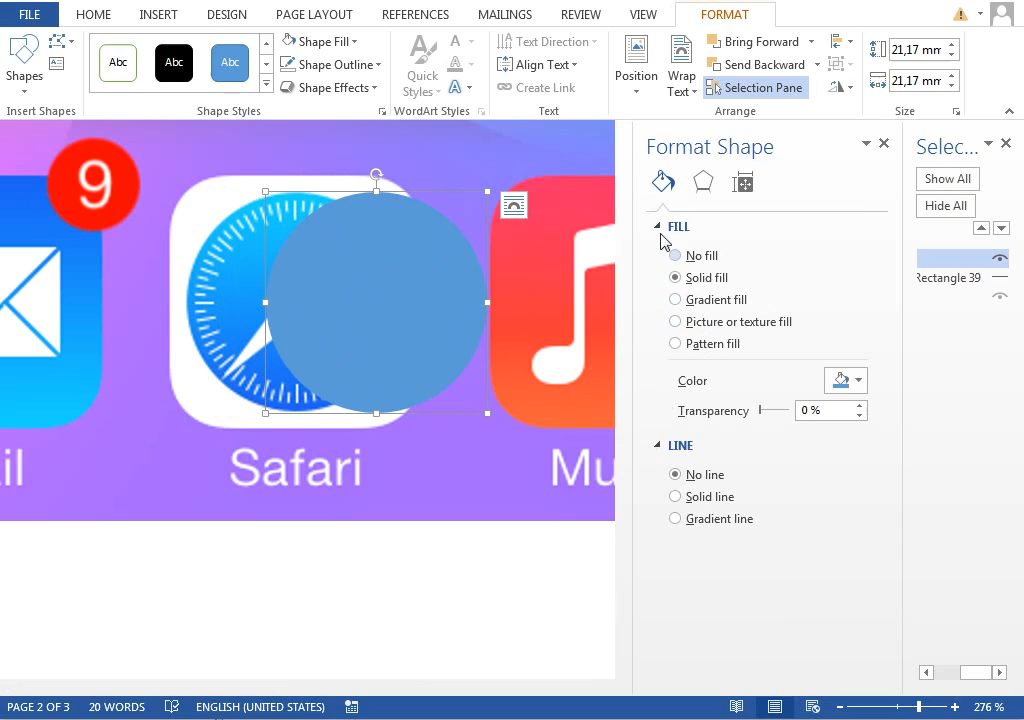 FILE HOME INSERT DESIGN PAGE LAYOUT REFERENCES MAILINGS REVIEW VIEW FORMAT
Shapes
Insert Shapes
Abc Abc Abc
Shape Fill
Shape Outline
Shape Effects
Shape Styles
Quick
Styles
WordArt Styles
Text Direction
Align Text
Create Link
Text
Position
Wrap
Text
Bring Forward
Send Backward
Selection Pane
Arrange
21,17 mm
21,17 mm
Size
9
Safari
il
Mu
Format Shape
FILL
No fill
Solid fill
Gradient fill
Picture or texture fill
Pattern fill
Color
Transparency 0 %
LINE
No line
Solid line
Gradient line
Selec...
Show All
Hide All
Rectangle 39
PAGE 2 OF 3 20 WORDS ENGLISH (UNITED STATES) 276 %